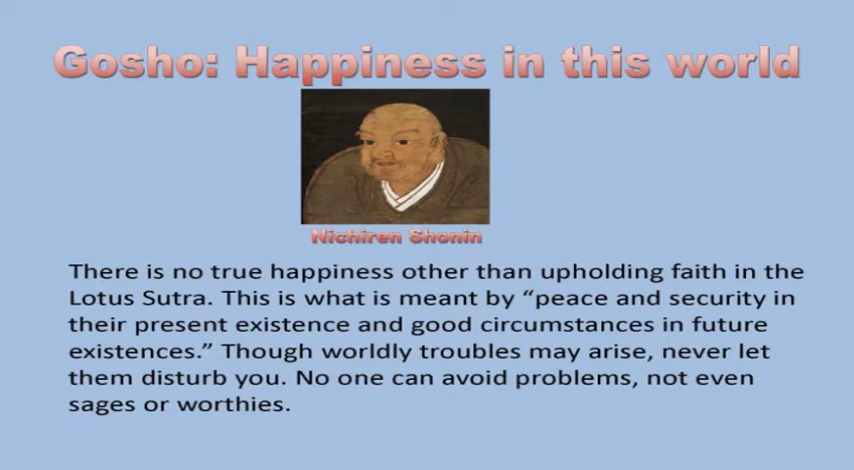 Gosho: Happiness in this world
Nichiren Shonin
There is no true happiness other than upholding faith in the
Lotus Sutra. This is what is meant by “peace and security in
their present existence and good circumstances in future
existences.” Though worldly troubles may arise, never let
them disturb you. No one can avoid problems, not even
sages or worthies.